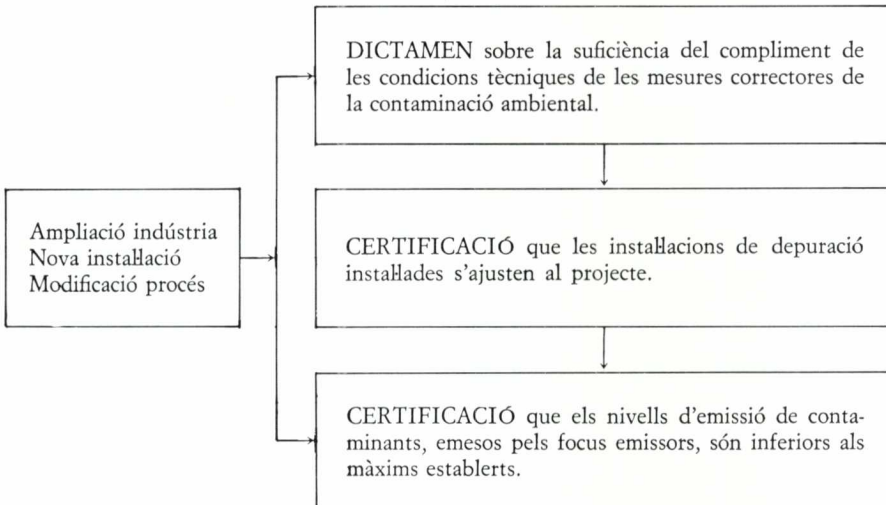 DICTAMEN sobre la suficiència del compliment de
les condicions tècniques de les mesures correctores de
la contaminació ambiental.
Ampliació indústria
Nova instaŀlació
Modificació procés
CERTIFICACIÓ que les instaŀlacions de depuració
instaŀlades s'ajusten al projecte.
CERTIFICACIÓ que els nivells d'emissió de conta-
minants, emesos pels focus emissors, són inferiors als
màxims establerts.